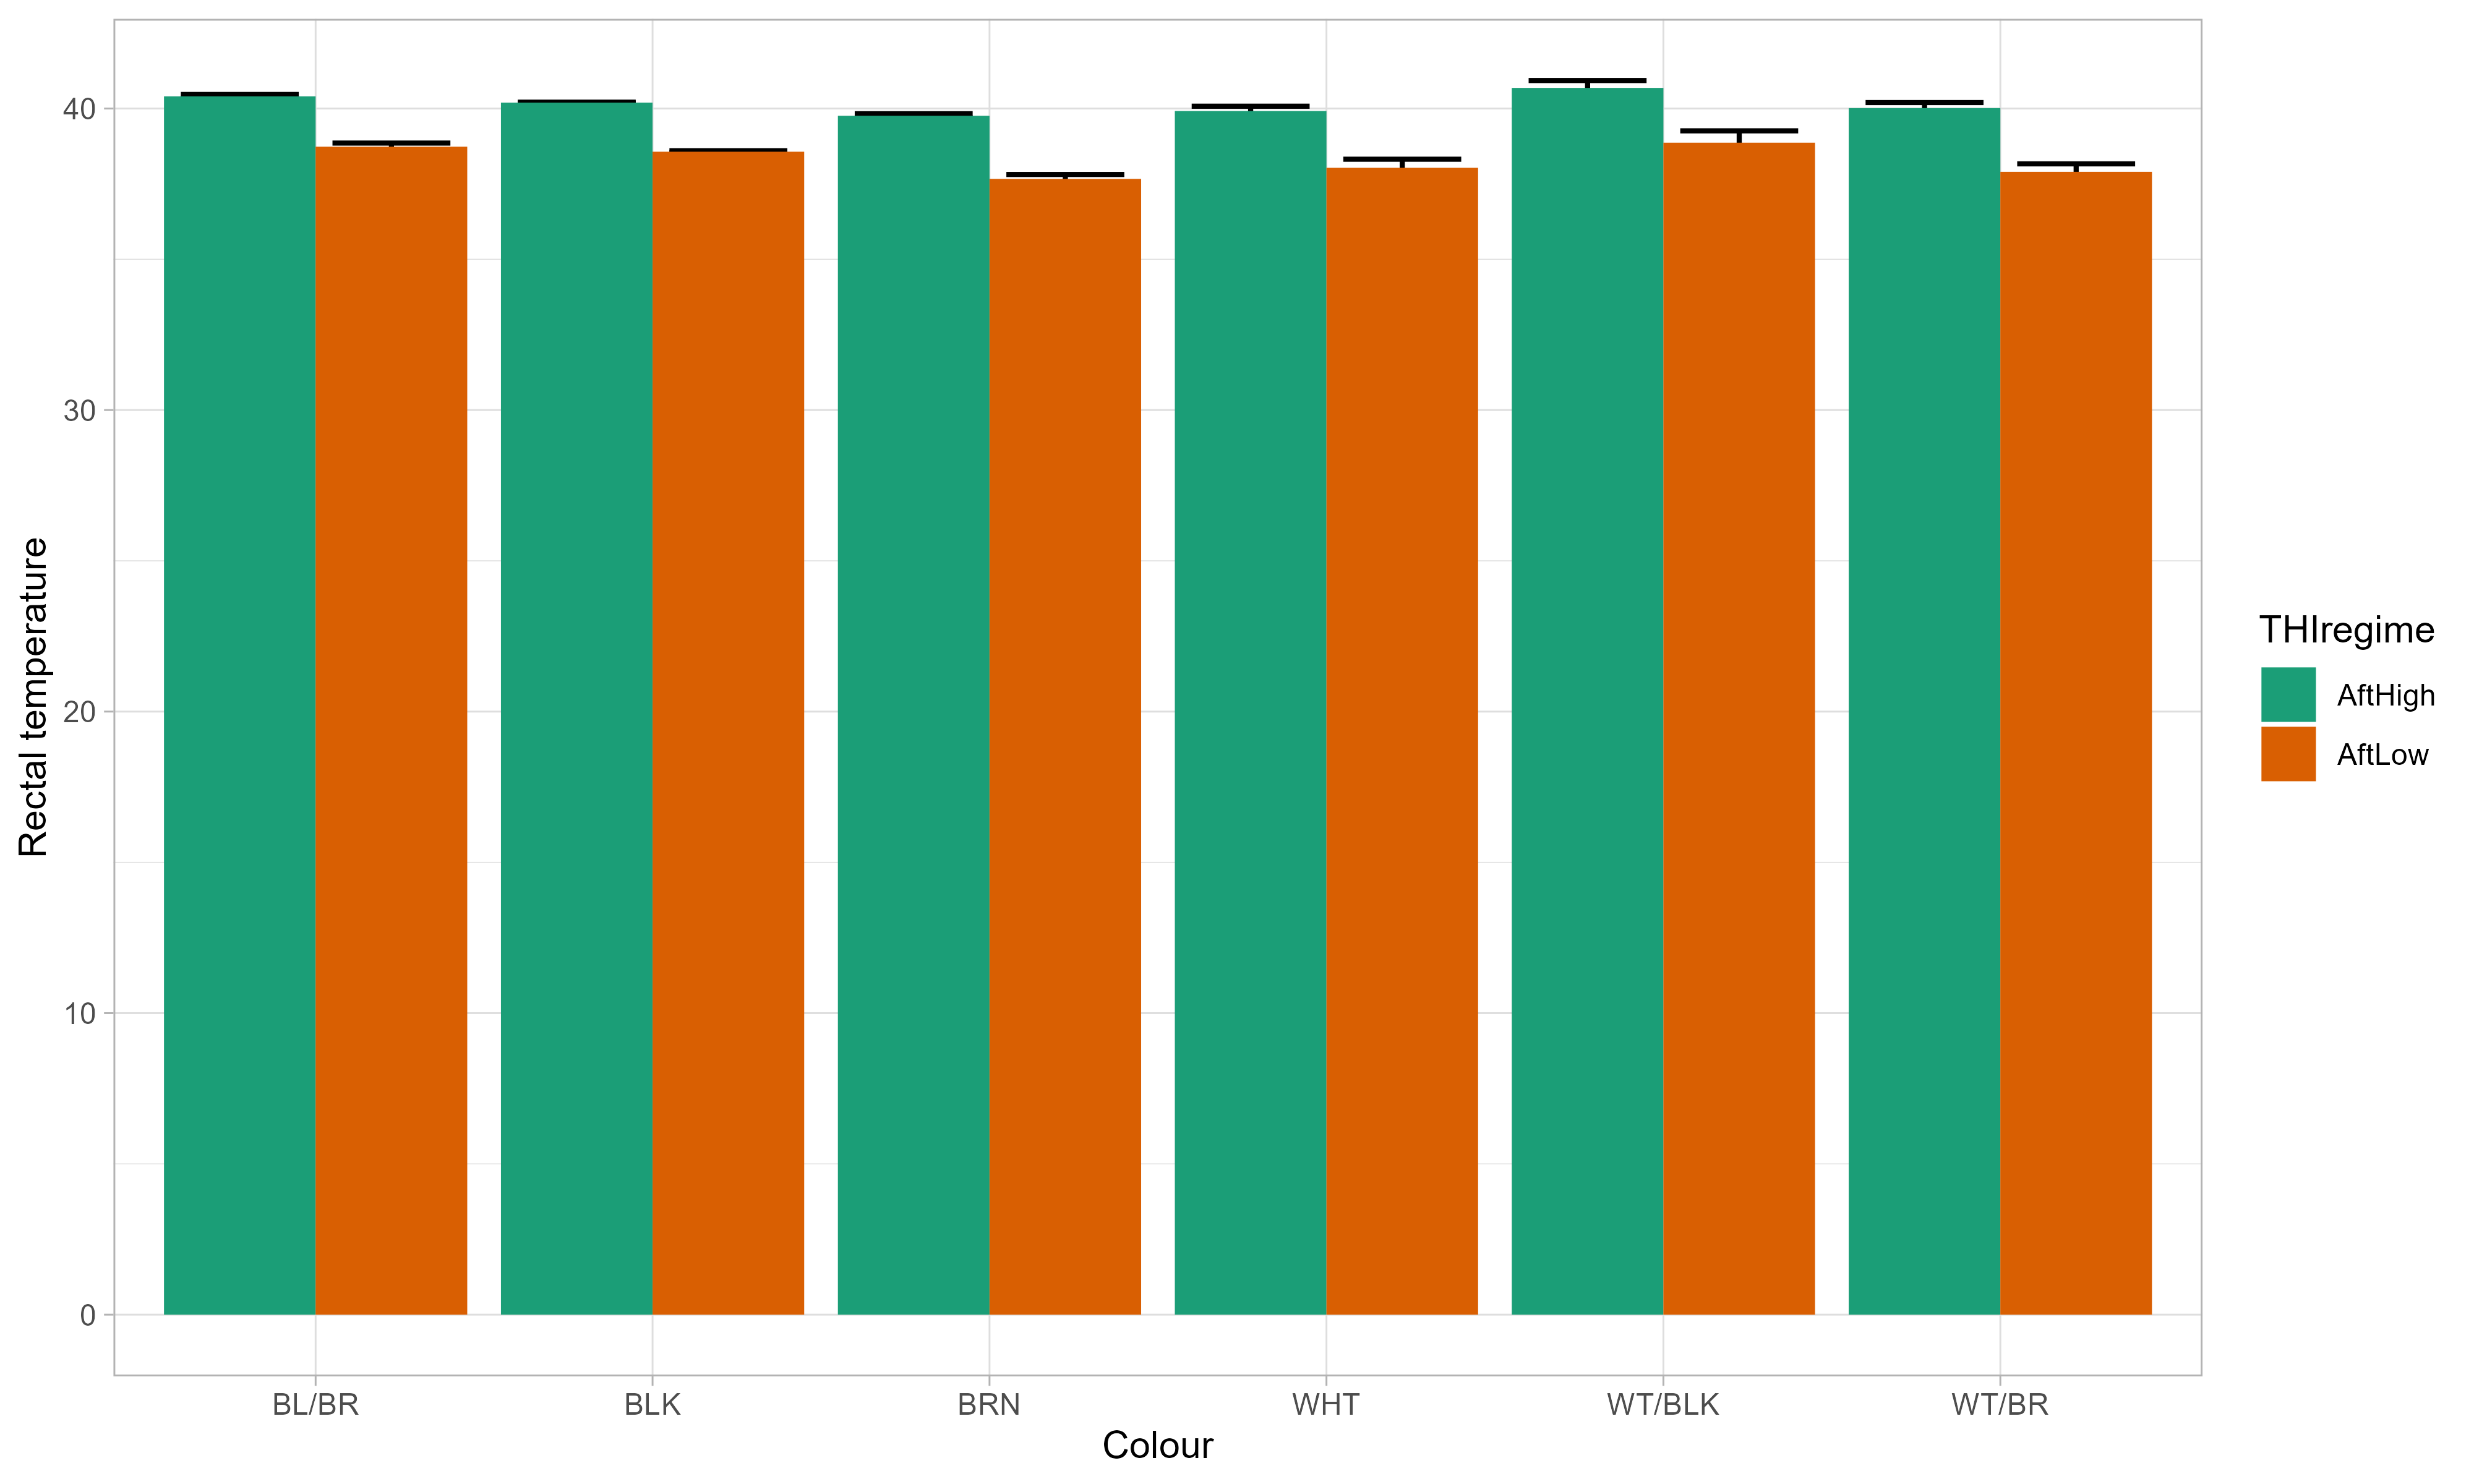 Rectal temperature
40
30
20
10
0
BL/BR
BLK
BRN
WHT
WT/BLK
WT/BR
Colour
THIregime
AftHigh
AftLow